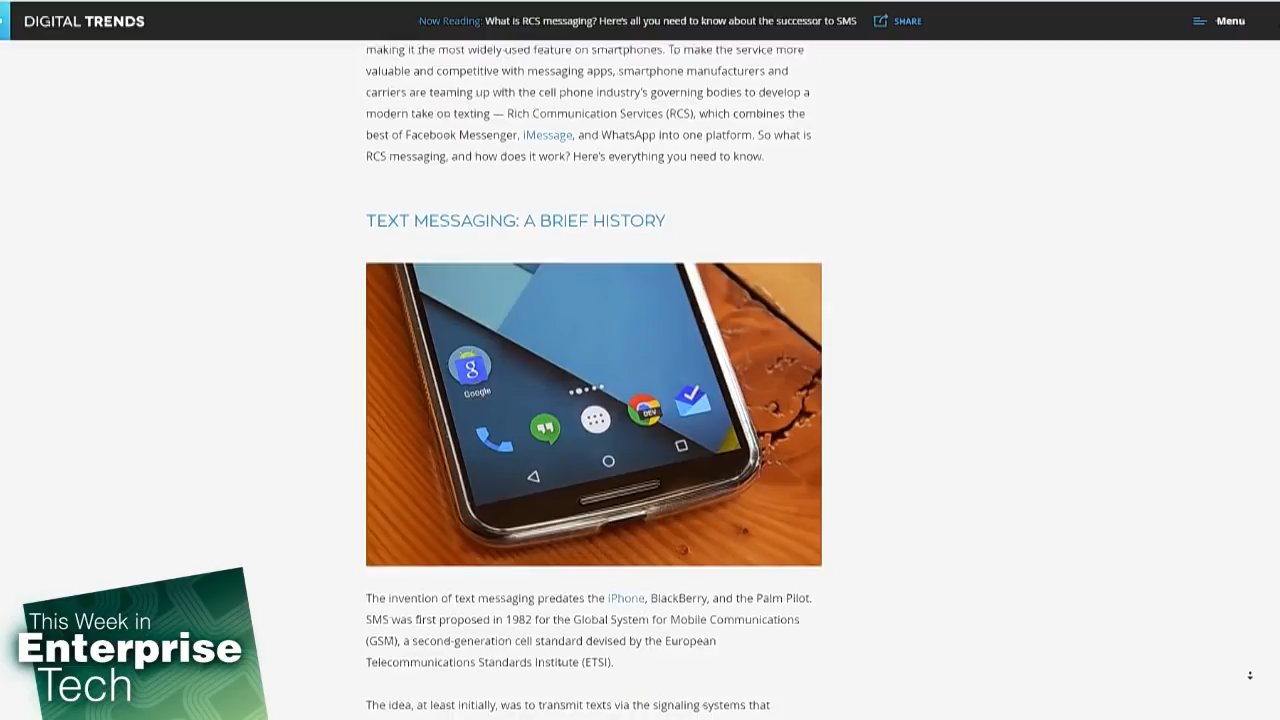 DIGITAL TRENDS
Now Reading: What is RCS messaging? Here's all you need to know about the successor to SMS
SHARE
Menu
making it the most widely-used feature on smartphones. To make the service more
valuable and competitive with messaging apps, smartphone manufacturers and
carriers are teaming up with the cell phone industry's governing bodies to develop a
modern take on texting — Rich Communication Services (RCS), which combines the
best of Facebook Messenger, iMessage, and WhatsApp into one platform. So what is
RCS messaging, and how does it work? Here's everything you need to know.
TEXT MESSAGING: A BRIEF HISTORY
g
Google
DEV
The invention of text messaging predates the iPhone, BlackBerry, and the Palm Pilot.
SMS was first proposed in 1982 for the Global System for Mobile Communications
(GSM), a second-generation cell standard devised by the European
Telecommunications Standards Institute (ETSI).
The idea, at least initially, was to transmit texts via the signaling systems that
This Week in
Enterprise
Tech